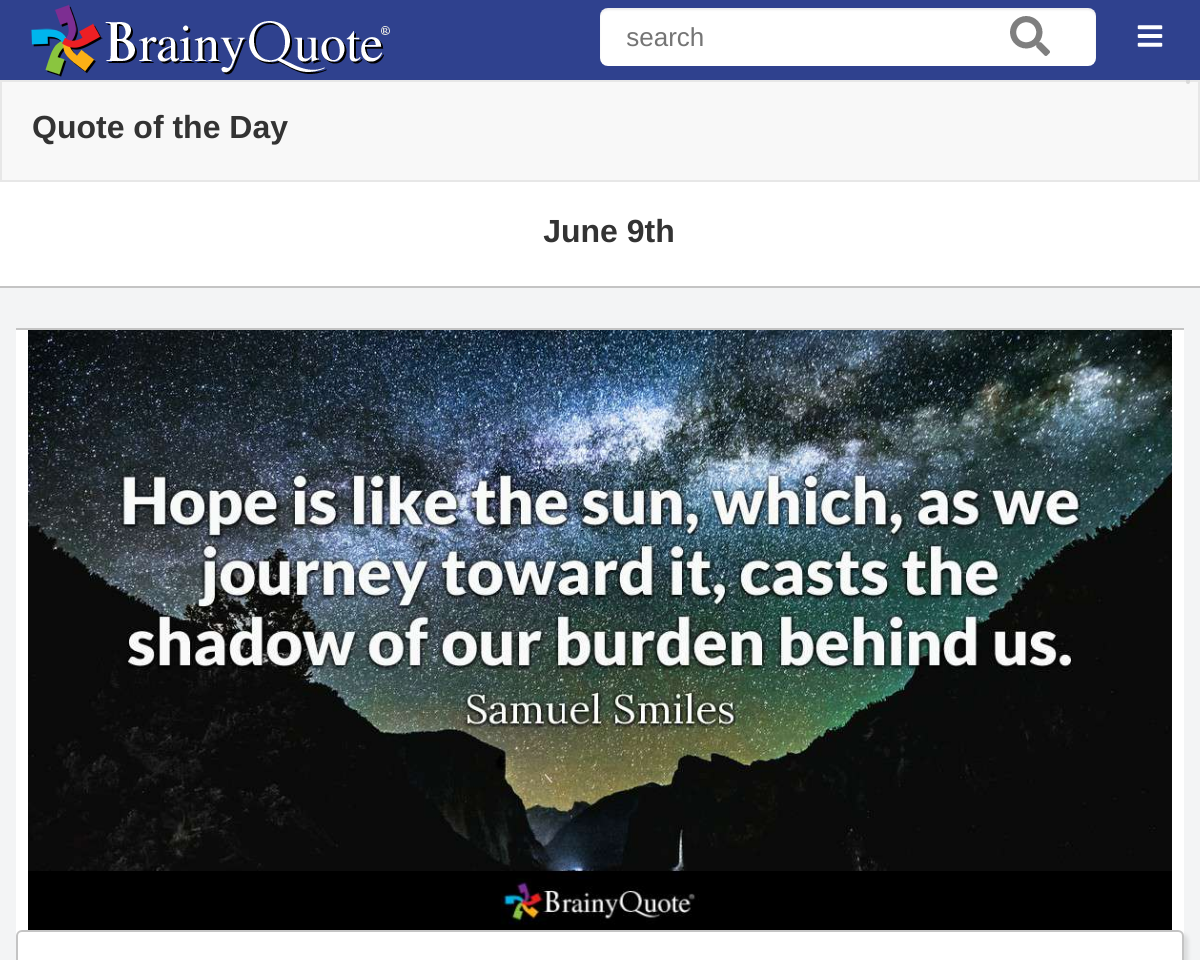 BrainyQuote®
search
Quote of the Day
June 9th
Hope is like the sun, which, as we
journey toward it, casts the
shadow of our burden behind us.
Samuel Smiles
BrainyQuote®